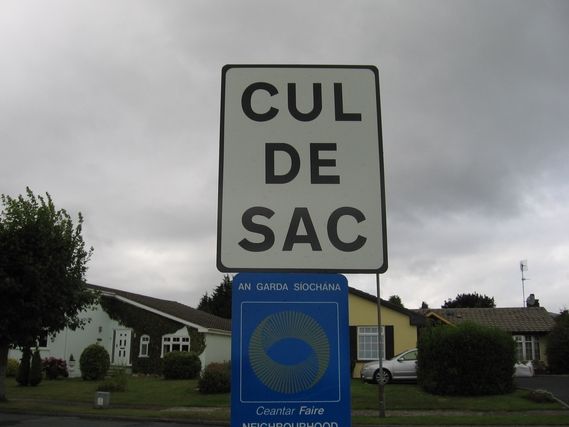 CUL
DE
SAC
AN GARDA SÍOCHÁNA
Ceantar Faire
NEIGHBOURHOOD